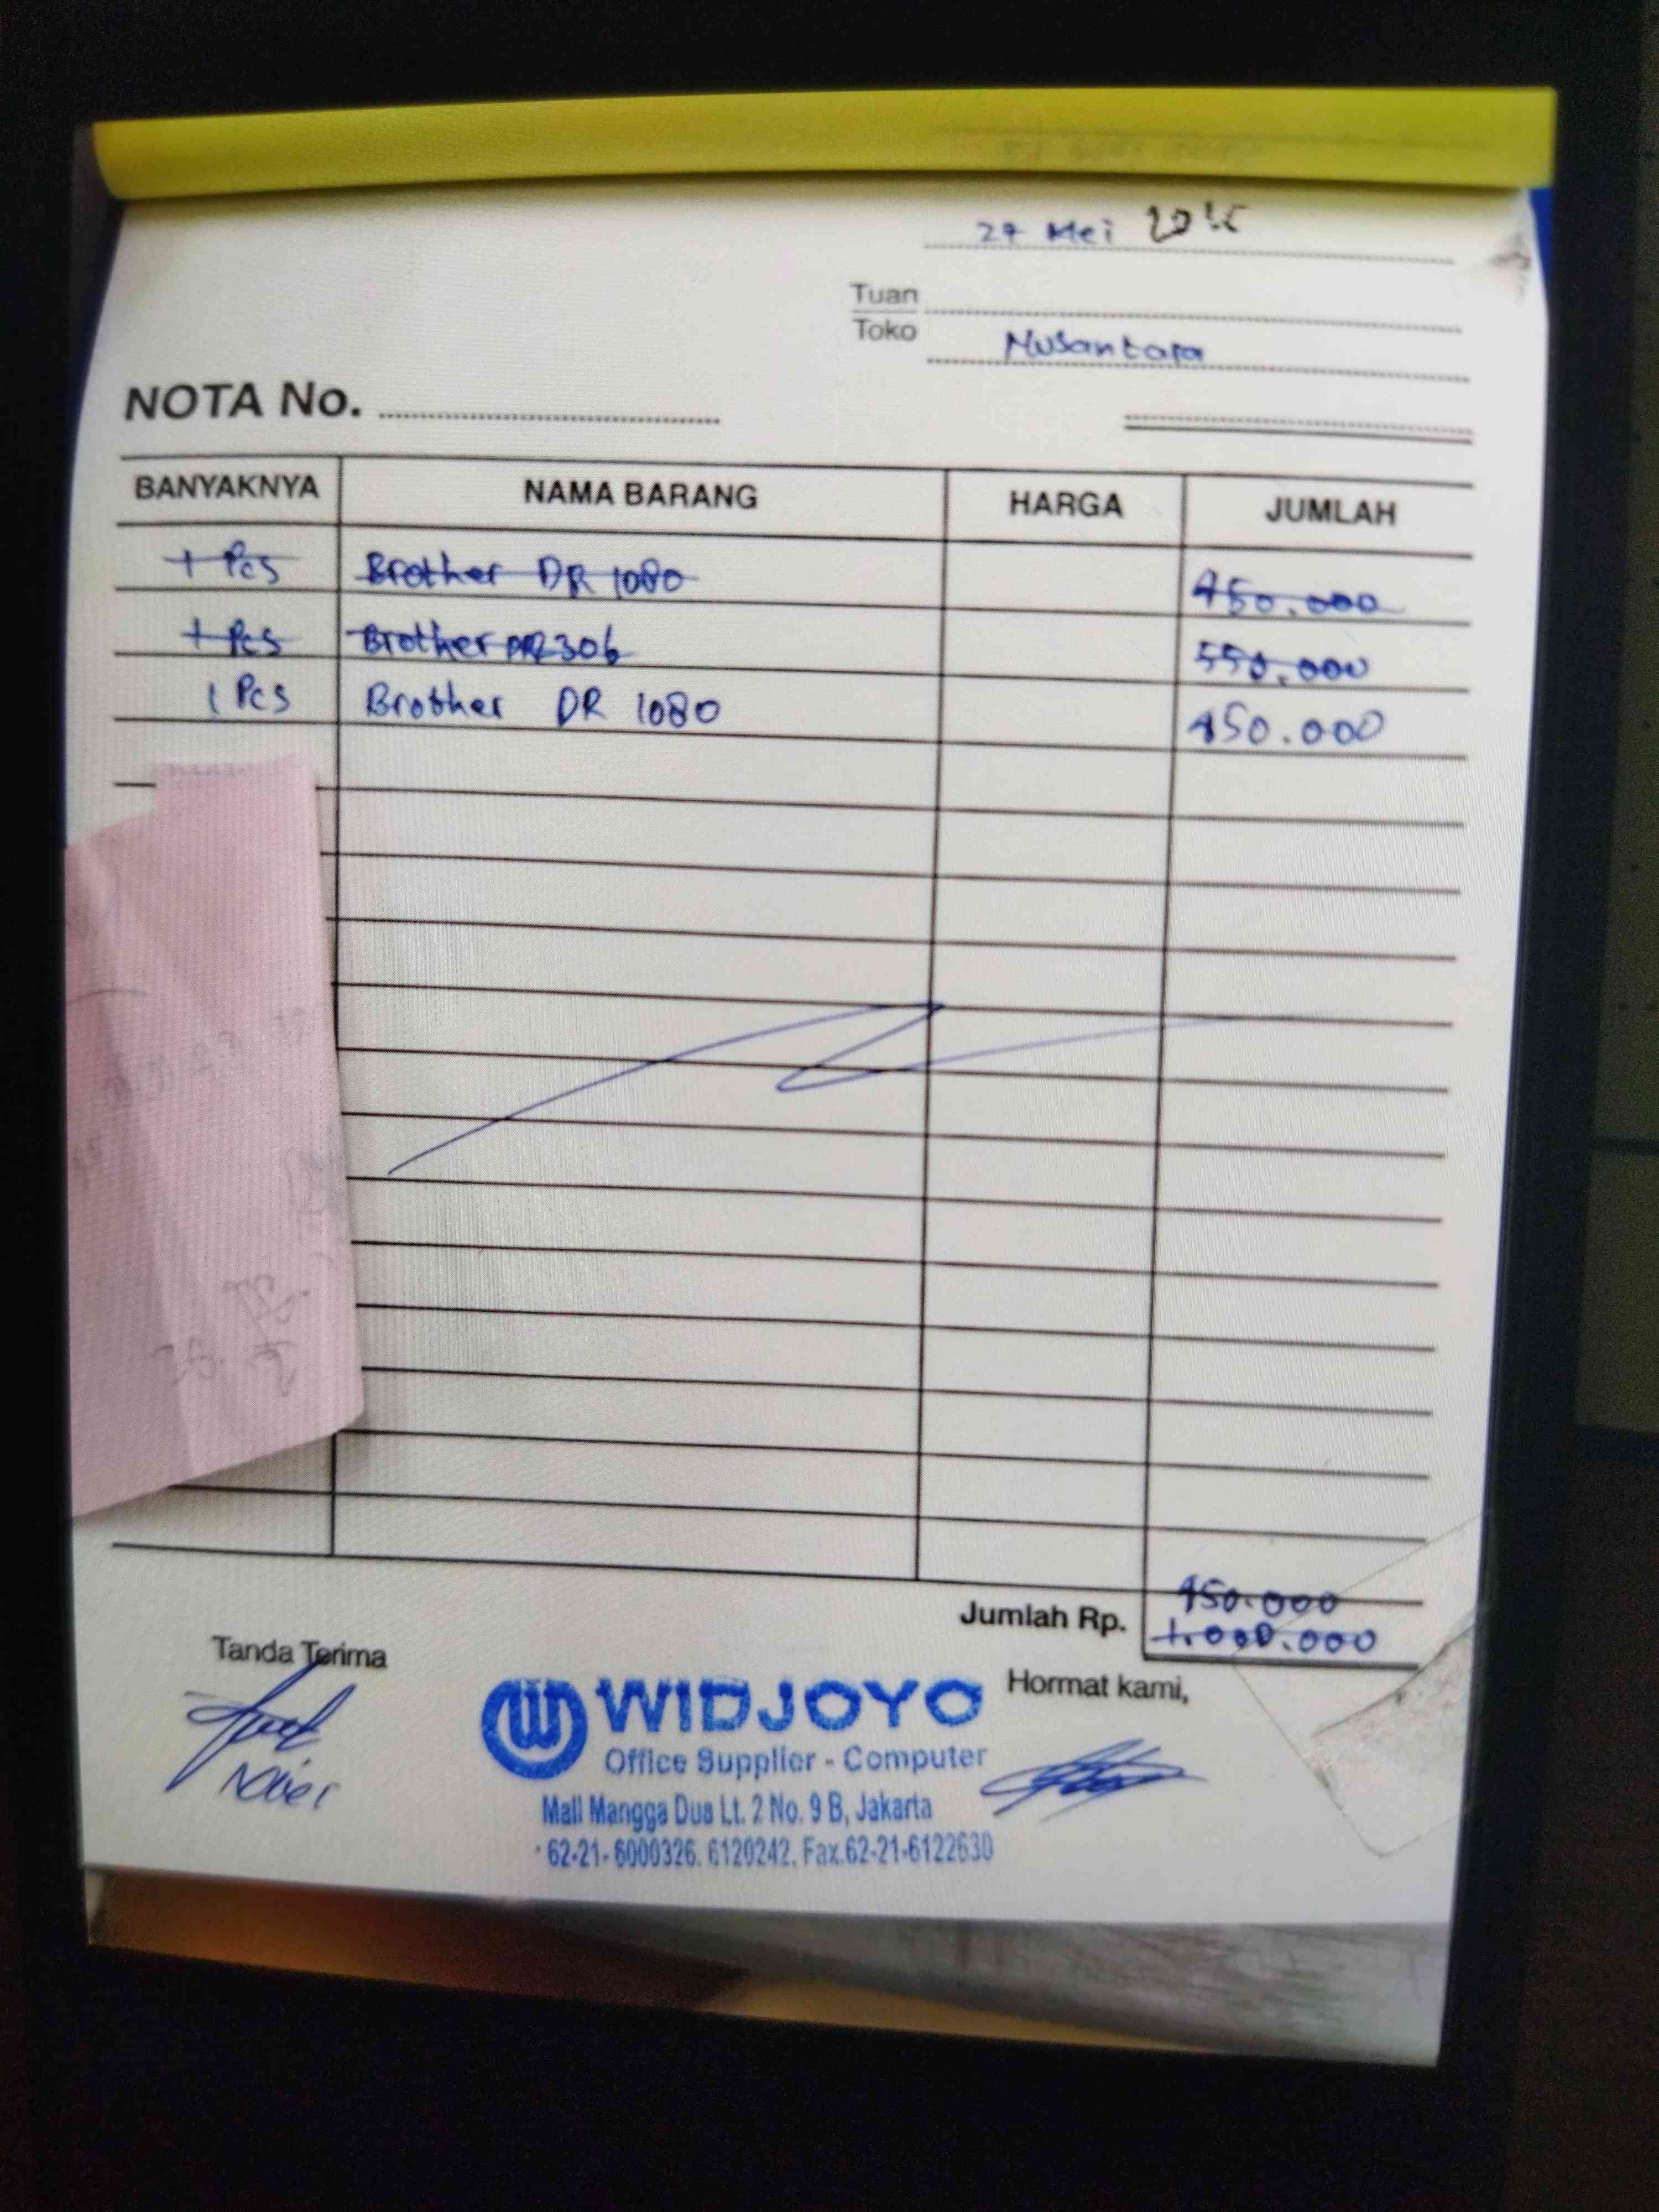 27 Mei
Tuan
Toko Nusantara
NOTA No.
BANYAKNYA NAMA BARANG HARGA JUMLAH
1 Pcs Brother DR 1080 450.000
1 Pcs Brother 550.000
1 Pcs Brother DR 1080 450.000
450.000
Jumlah Rp. 1.000.000
Tanda Terima Hormat kami,
WIDJOYO
Office Supplier - Computer
Mall Mangga Dua Lt. 2 No. 9 B, Jakarta
62-21-6000326. 6120242. Fax.62-21-6122630